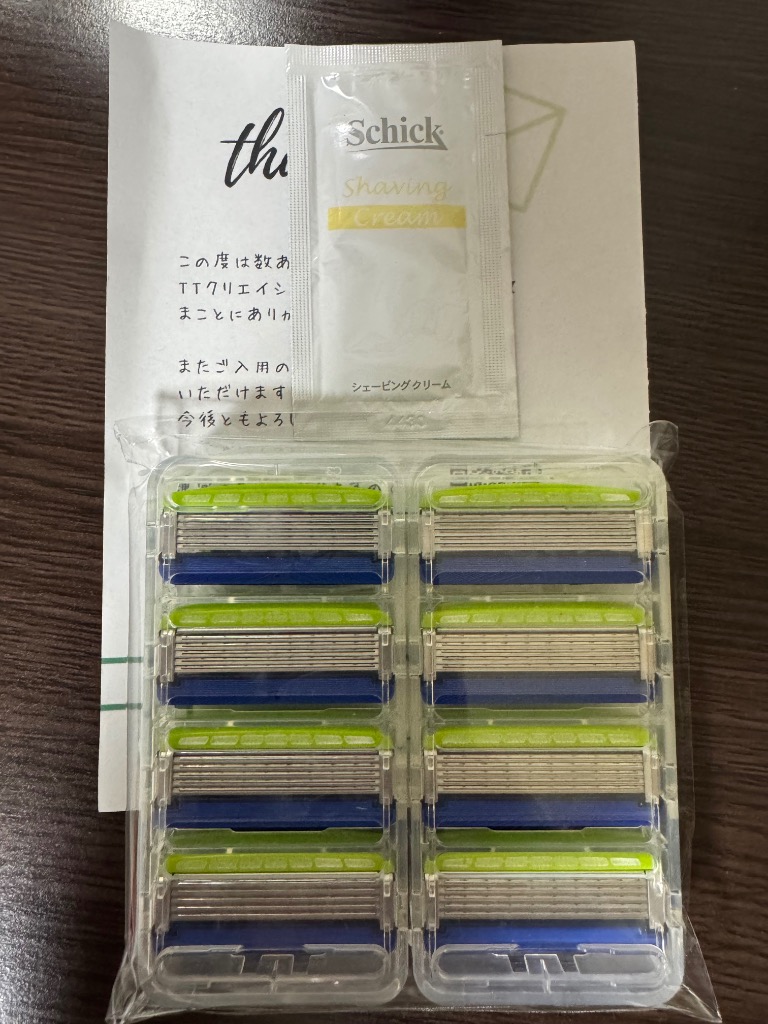 the
Schick
Shaving
Cream
この度は数あ
TTクリエイシ
まことにありが
またご入用の
いただけます
今後ともよろし
シェービングクリーム